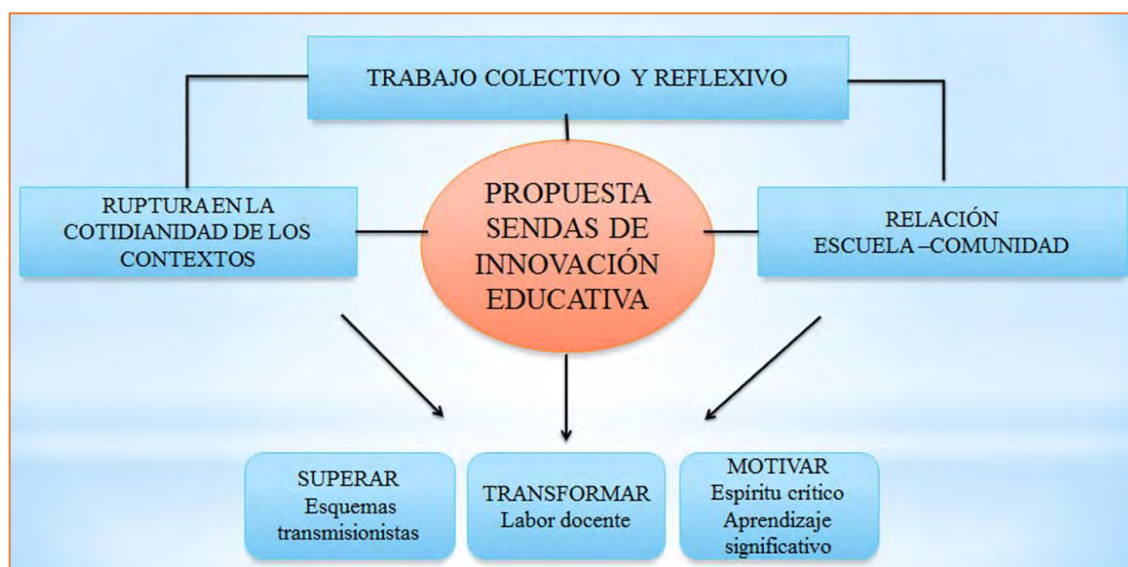 TRABAJO COLECTIVO Y REFLEXIVO
RUPTURA EN LA
COTIDIANIDAD DE LOS
CONTEXTOS
PROPUESTA
SENDAS DE
INNOVACIÓN
EDUCATIVA
RELACIÓN
ESCUELA –COMUNIDAD
SUPERAR
Esquemas
transmisionistas
TRANSFORMAR
Labor docente
MOTIVAR
Espíritu crítico
Aprendizaje
significativo